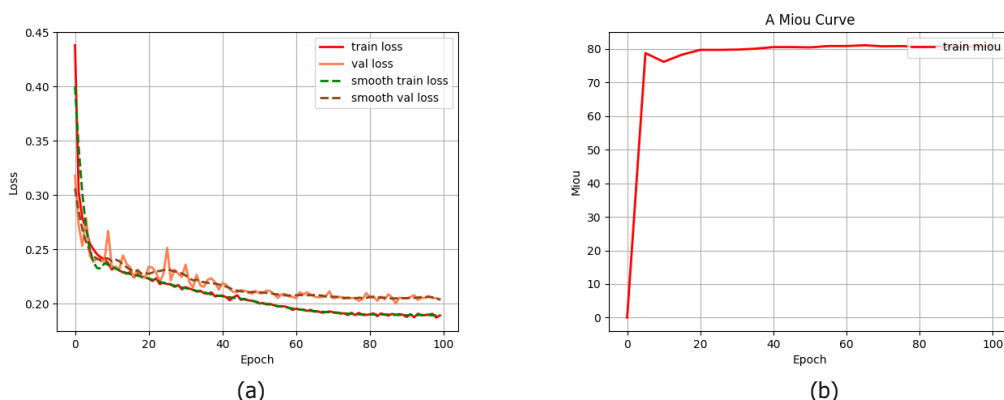 0.45
0.40
0.45
0.30
0.25
0.20
Loss
0
20
40
60
80
100
Epoch
train loss
val loss
smooth train loss
smooth val loss
(a)
A Miou Curve
80
70
60
50
40
30
20
10
0
Miou
0
20
40
60
80
100
Epoch
train miou
(b)